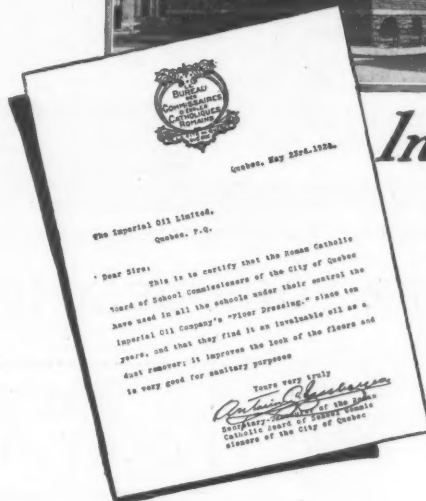 BUREAU
DES
COMMISSAIRES
D'ECOLES
CATHOLIQUES
ROMAINS
In
Quebec, May 23rd.
The Imperial Oil Limited,
Quebec, P.Q.
Dear Sirs:
This is to certify that the Roman Catholic
Board of School Commissioners of the City of Quebec
have used in all the schools under their control the
Imperial Oil Company's "Floor Dressing," since ten
years, and that they find it an invaluable oil as a
dust remover; it improves the look of the floors and
is very good for sanitary purposes
Yours very truly
Antonin
Secretary- of the Roman
Catholic Board of School Commis
sioners of the City of Quebec